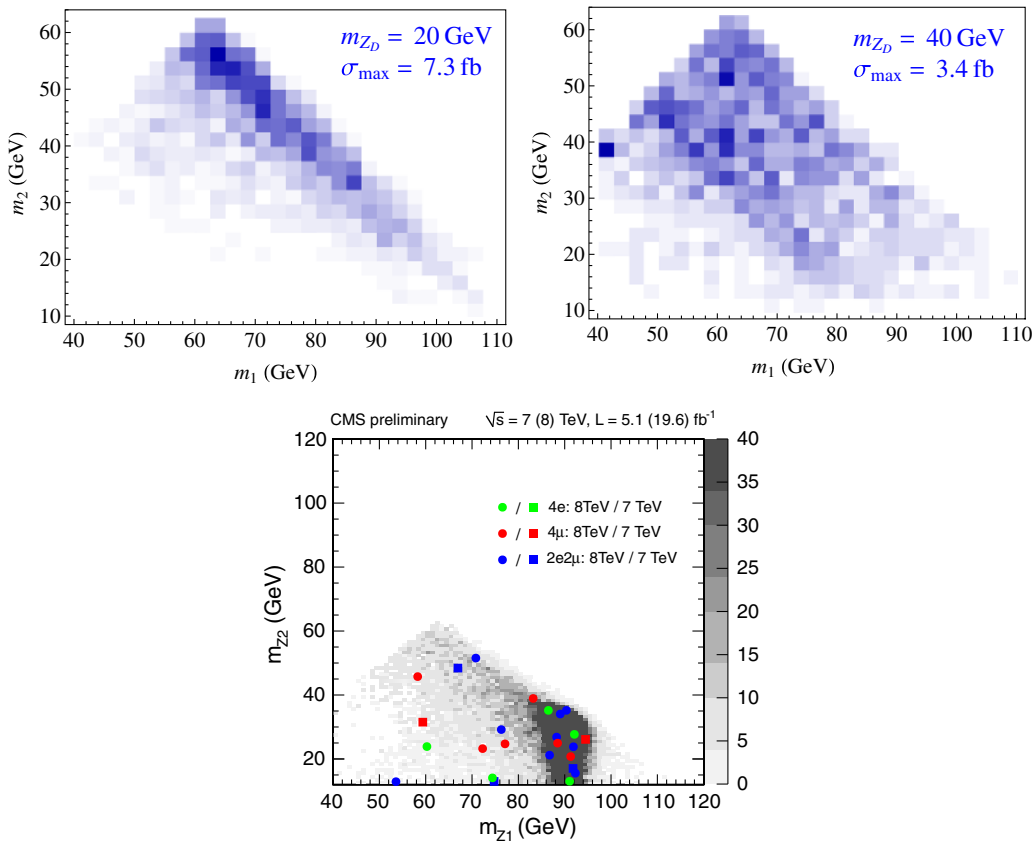 m_{Z_D} = 20 GeV
σ_max = 7.3 fb
60
50
40
30
20
10
m₂ (GeV)
40 50 60 70 80 90 100 110
m₁ (GeV)
m_{Z_D} = 40 GeV
σ_max = 3.4 fb
60
50
40
30
20
10
m₂ (GeV)
40 50 60 70 80 90 100 110
m₁ (GeV)
CMS preliminary √s = 7 (8) TeV, L = 5.1 (19.6) fb⁻¹
/ 4e: 8TeV / 7 TeV
/ 4μ: 8TeV / 7 TeV
/ 2e2μ: 8TeV / 7 TeV
120
100
80
60
40
20
m_{Z2} (GeV)
40 50 60 70 80 90 100 110 120
m_{Z1} (GeV)
40
35
30
25
20
15
10
5
0